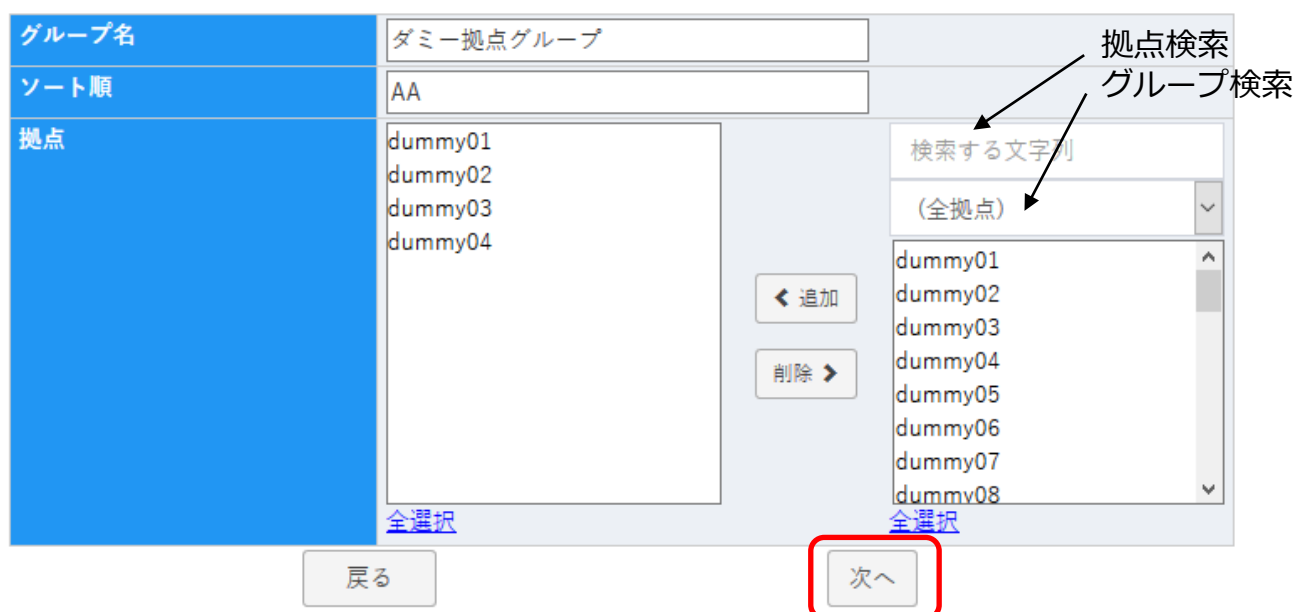 グループ名
ダミー拠点グループ
拠点検索
グループ検索
ソート順
AA
拠点
dummy01
dummy02
dummy03
dummy04
全選択
追加
削除
検索する文字列
(全拠点)
dummy01
dummy02
dummy03
dummy04
dummy05
dummy06
dummy07
dummy08
全選択
戻る
次へ